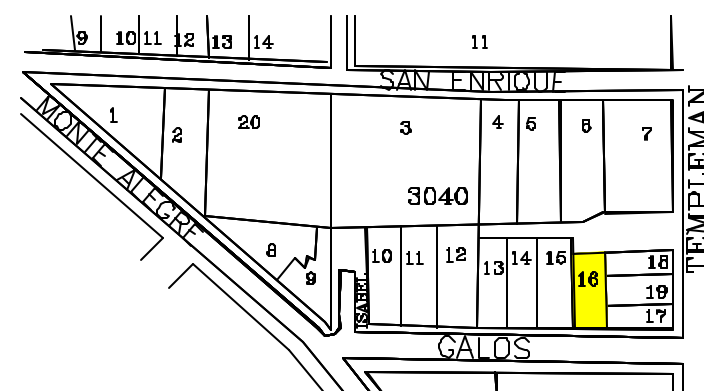 9 10 11 12 13 14 11
SAN ENRIQUE
MONTE ALEGRE
TEMPLEMAN
1 2 20 3 4 5 6 7
3040
8 9
ISABEL
10 11 12 13 14 15 16 18
19
17
GALOS